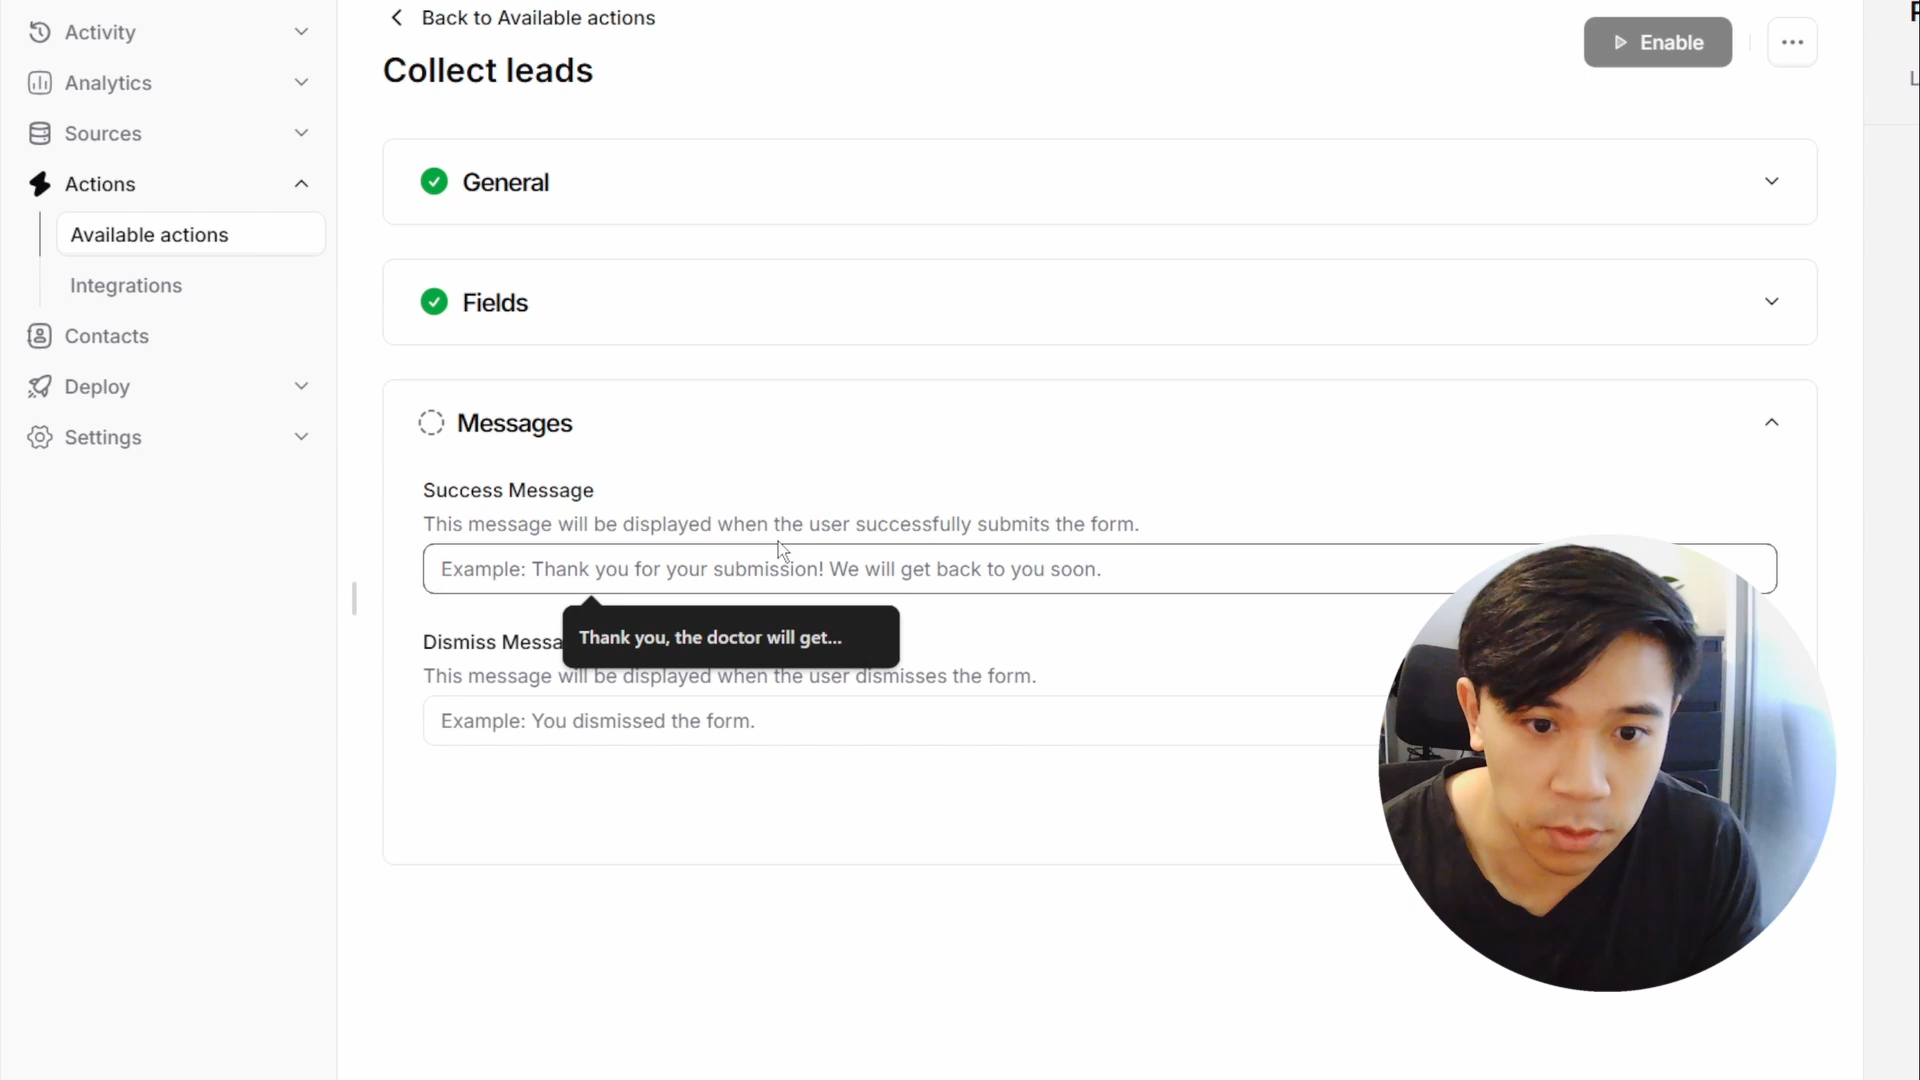 Activity
Analytics
Sources
Actions
Available actions
Integrations
Contacts
Deploy
Settings
Back to Available actions
Collect leads
Enable
General
Fields
Messages
Success Message
This message will be displayed when the user successfully submits the form.
Example: Thank you for your submission! We will get back to you soon.
Thank you, the doctor will get...
Dismiss Messa
This message will be displayed when the user dismisses the form.
Example: You dismissed the form.